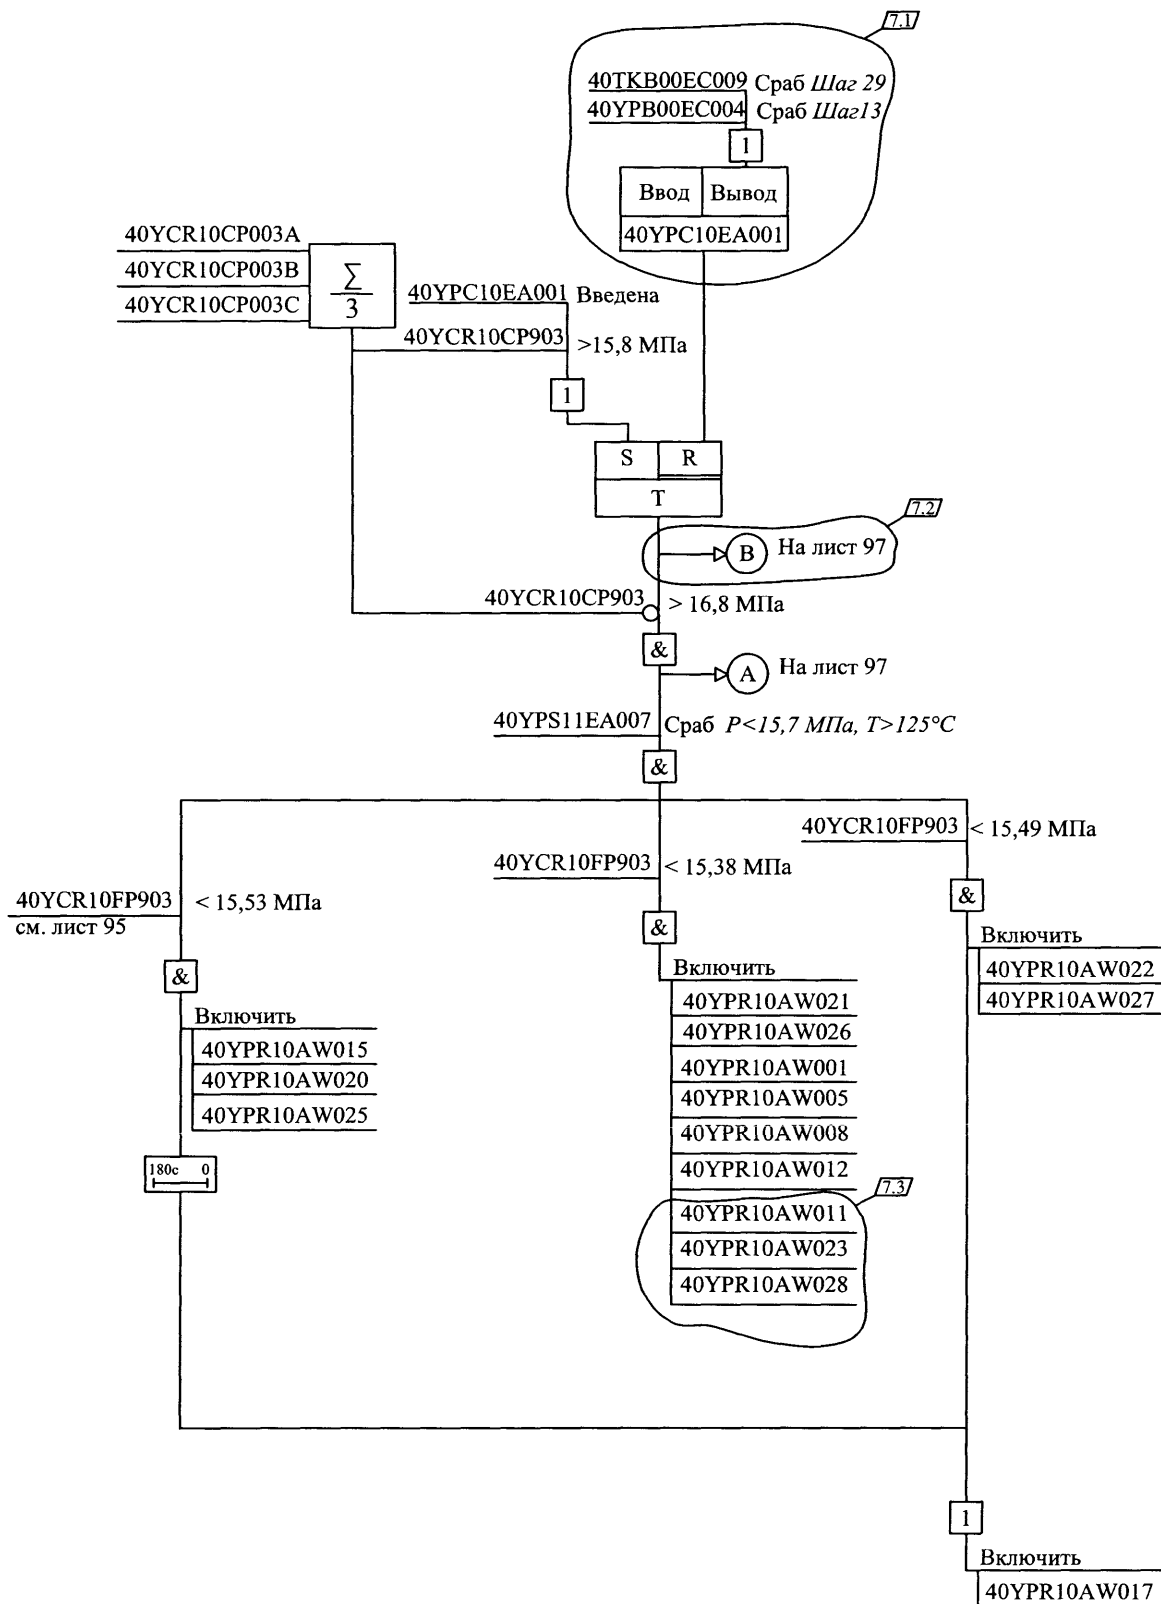 7.1
40TKB00EC009 Сраб Шаг 29
40YPB00EC004 Сраб Шаг13
1
Ввод Вывод
40YPC10EA001
40YCR10CP003A
40YCR10CP003B
40YCR10CP003C
∑
3
40YPC10EA001 Введена
40YCR10CP903 >15,8 МПа
1
S R
T
7.2
B На лист 97
40YCR10CP903 > 16,8 МПа
&
A На лист 97
40YPS11EA007 Сраб P<15,7 МПа, T>125°C
&
40YCR10FP903 < 15,49 МПа
40YCR10FP903 < 15,38 МПа
40YCR10FP903 < 15,53 МПа
см. лист 95
&
&
&
Включить
40YPR10AW022
40YPR10AW027
Включить
40YPR10AW021
40YPR10AW026
40YPR10AW001
40YPR10AW005
40YPR10AW008
40YPR10AW012
7.3
40YPR10AW011
40YPR10AW023
40YPR10AW028
Включить
40YPR10AW015
40YPR10AW020
40YPR10AW025
180с 0
1
Включить
40YPR10AW017